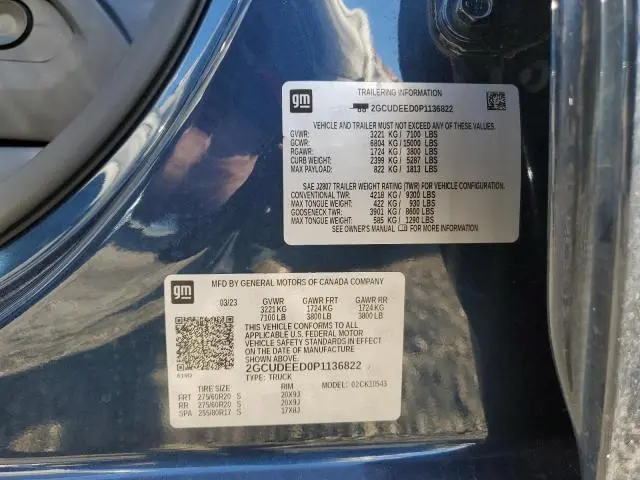 gm
TRAILERING INFORMATION
2GCUDEED0P1136822
VEHICLE AND TRAILER MUST NOT EXCEED ANY OF THESE VALUES.
GVWR: 3221 KG / 7100 LBS
GCWR: 6804 KG / 15000 LBS
RGAWR: 1724 KG / 3800 LBS
CURB WEIGHT: 2399 KG / 5287 LBS
MAX PAYLOAD: 822 KG / 1813 LBS
SAE J2807 TRAILER WEIGHT RATING (TWR) FOR VEHICLE CONFIGURATION.
CONVENTIONAL TWR: 4218 KG / 9300 LBS
MAX TONGUE WEIGHT: 422 KG / 930 LBS
GOOSENECK TWR: 3901 KG / 8600 LBS
MAX TONGUE WEIGHT: 585 KG / 1290 LBS
SEE OWNER'S MANUAL FOR MORE INFORMATION
gm
MFD BY GENERAL MOTORS OF CANADA COMPANY
03/23 GVWR GAWR FRT GAWR RR
3221 KG 1724 KG 1724 KG
7100 LB 3800 LB 3800 LB
THIS VEHICLE CONFORMS TO ALL
APPLICABLE U.S. FEDERAL MOTOR
VEHICLE SAFETY STANDARDS IN EFFECT
ON THE DATE OF MANUFACTURE
SHOWN ABOVE.
2GCUDEED0P1136822
TYPE: TRUCK
TIRE SIZE RIM MODEL: 02CK10543
FRT 275/60R20 S 20X9J
RR 275/60R20 S 20X9J
SPA 255/80R17 S 17X8J